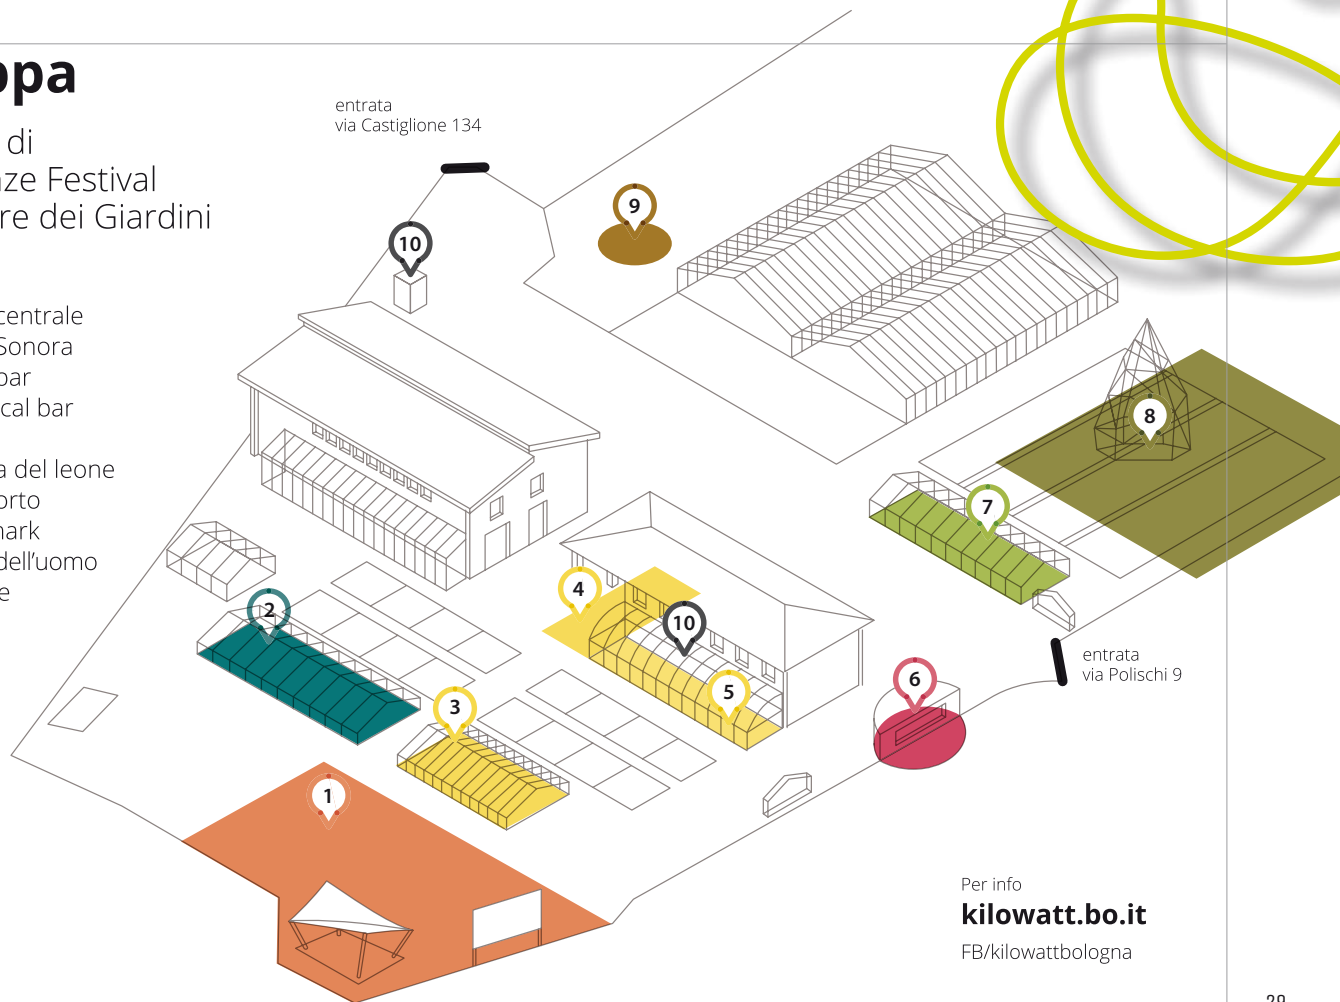 ppa
di
nze Festival
re dei Giardini
centrale
Sonora
bar
cal bar
a del leone
orto
mark
dell'uomo
e
entrata
via Castiglione 134
9
10
8
7
2
4
10
5
3
6
entrata
via Polischi 9
1
Per info
kilowatt.bo.it
FB/kilowattbologna